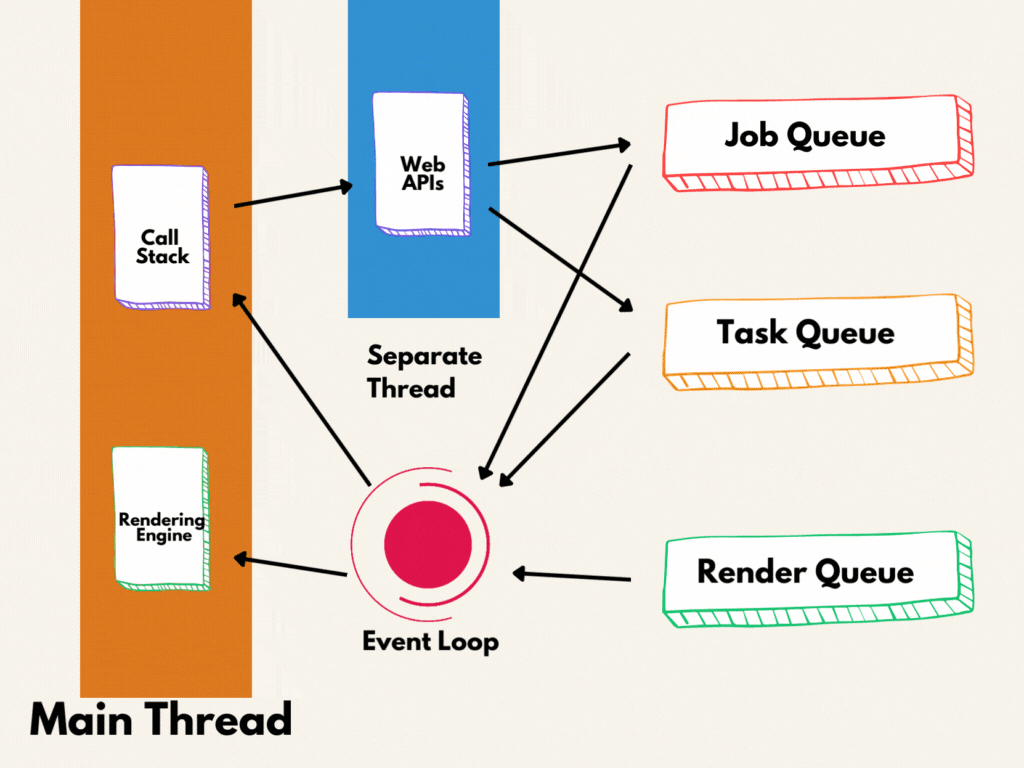 Job Queue
Web
APIs
Call
Stack
Task Queue
Separate
Thread
Rendering
Engine
Render Queue
Event Loop
Main Thread